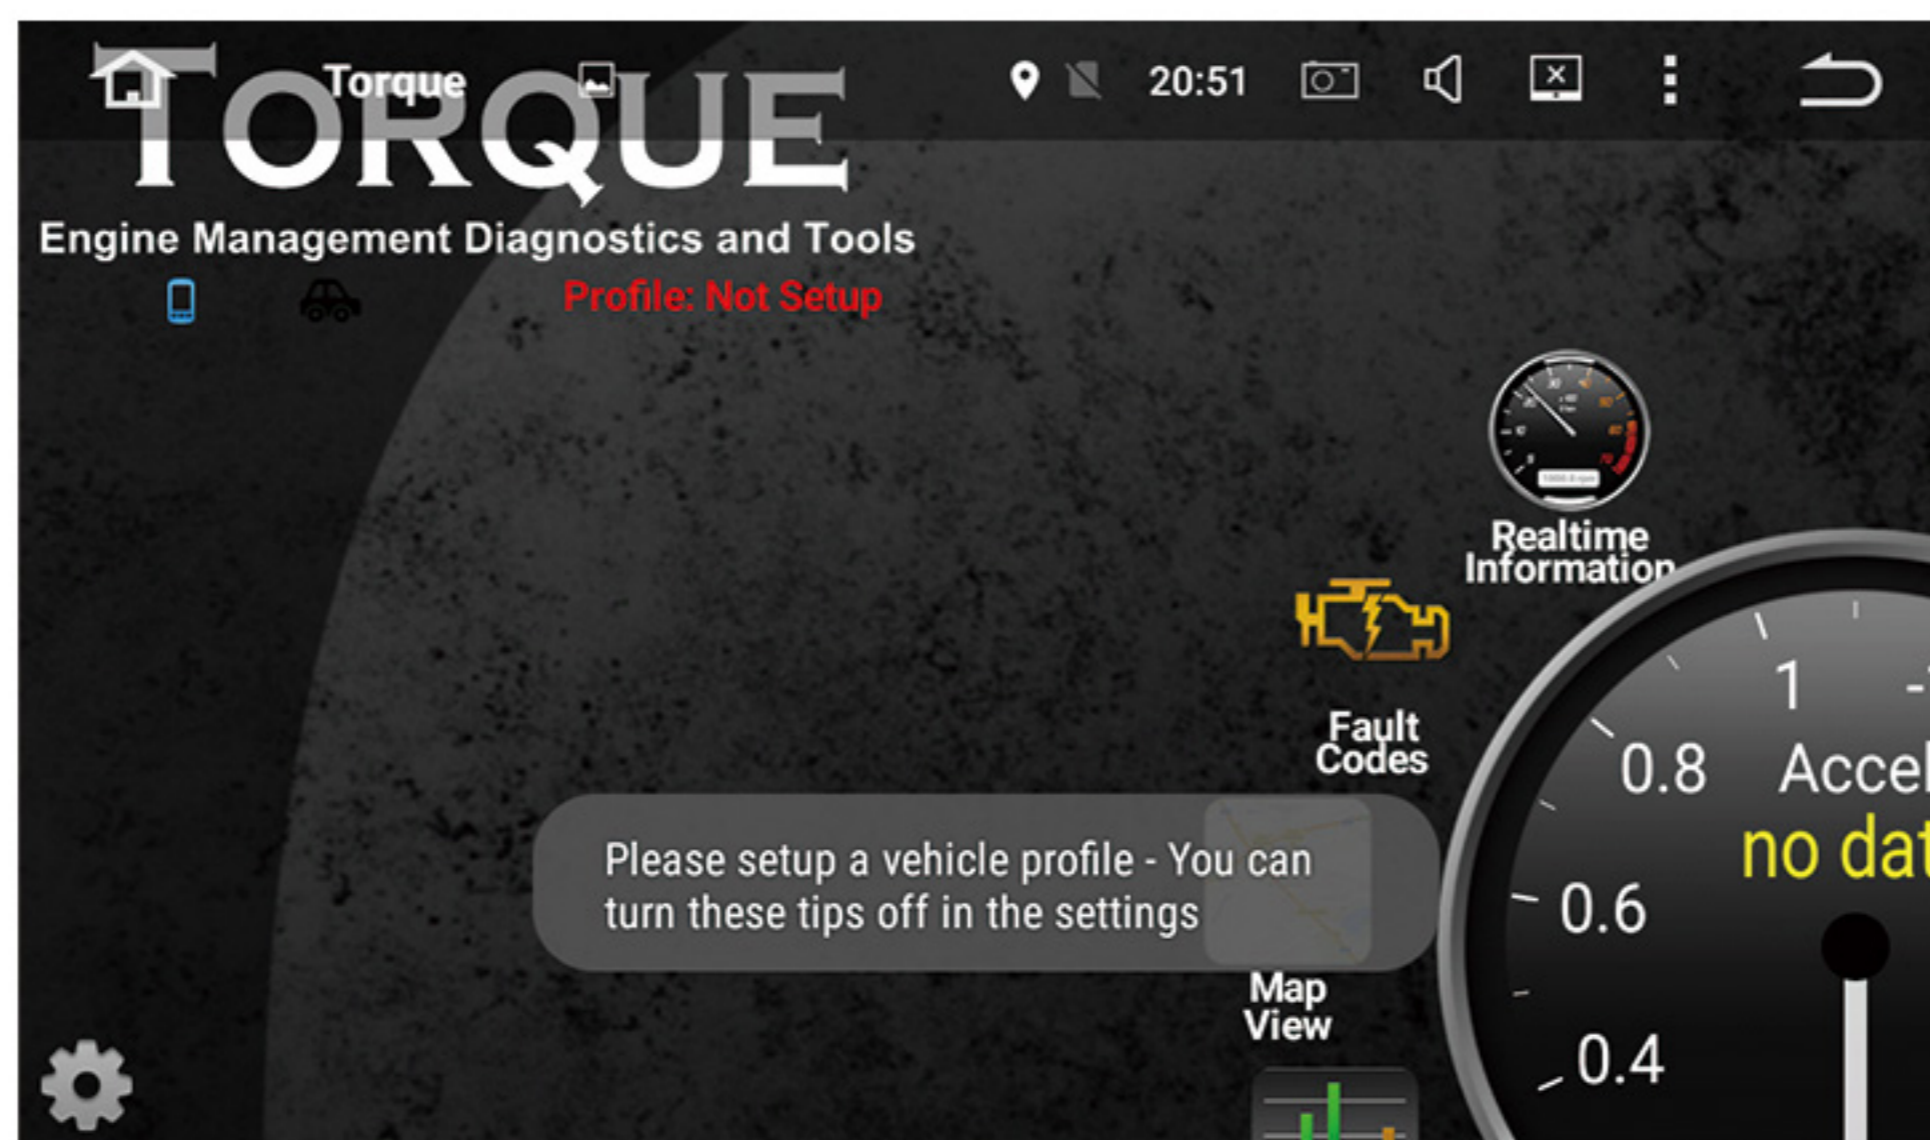 Torque
20:51
TORQUE
Engine Management Diagnostics and Tools
Profile: Not Setup
Realtime
Information
Fault
Codes
1
0.8
Accel
no dat
Please setup a vehicle profile - You can
turn these tips off in the settings
0.6
Map
View
0.4